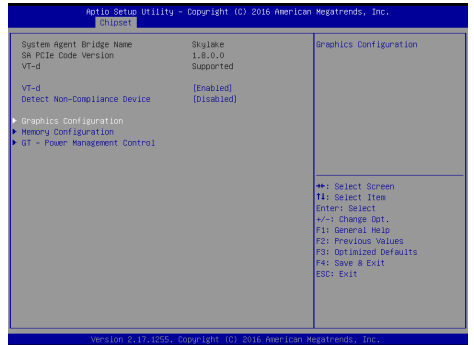 Aptio Setup Utility – Copyright (C) 2016 American Megatrends, Inc.
Chipset
System Agent Bridge Name Skylake
SA PCIe Code Version 1.8.0.0
VT-d Supported
VT-d [Enabled]
Detect Non-Compliance Device [Disabled]
Graphics Configuration
Memory Configuration
GT – Power Management Control
Graphics Configuration
→←: Select Screen
↑↓: Select Item
Enter: Select
+/-: Change Opt.
F1: General Help
F2: Previous Values
F3: Optimized Defaults
F4: Save & Exit
ESC: Exit
Version 2.17.1255. Copyright (C) 2016 American Megatrends, Inc.